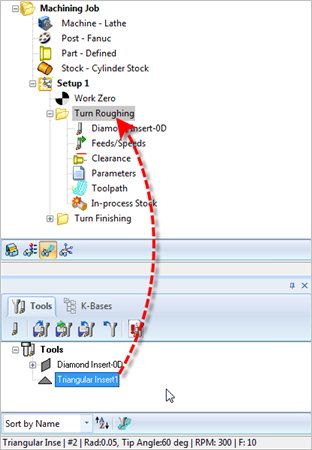 Machining Job
Machine - Lathe
Post - Fanuc
Part - Defined
Stock - Cylinder Stock
Setup 1
Work Zero
Turn Roughing
Diamond Insert-0D
Feeds/Speeds
Clearance
Parameters
Toolpath
In-process Stock
Turn Finishing
Tools
K-Bases
Tools
Diamond Insert-0D
Triangular Insert1
Sort by Name
Triangular Inse | #2 | Rad:0.05, Tip Angle:60 deg | RPM: 300 | F: 10